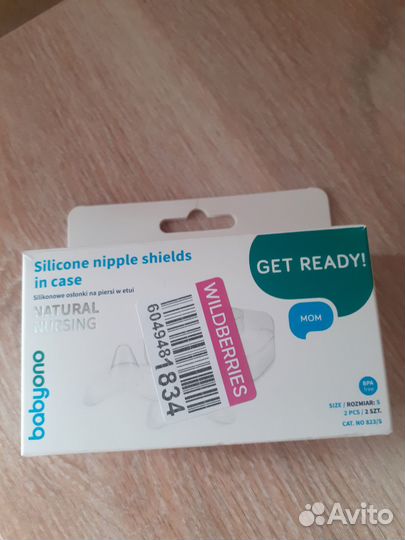 Silicone nipple shields
in case
Silikonowe osłonki na piersi w etui
NATURAL
NURSING
babyono
6049481834
WILDBERRIES
GET READY!
MOM
BPA
free
SIZE / ROZMIAR: S
2 PCS / 2 SZT.
CAT. NO 823/S
Avito